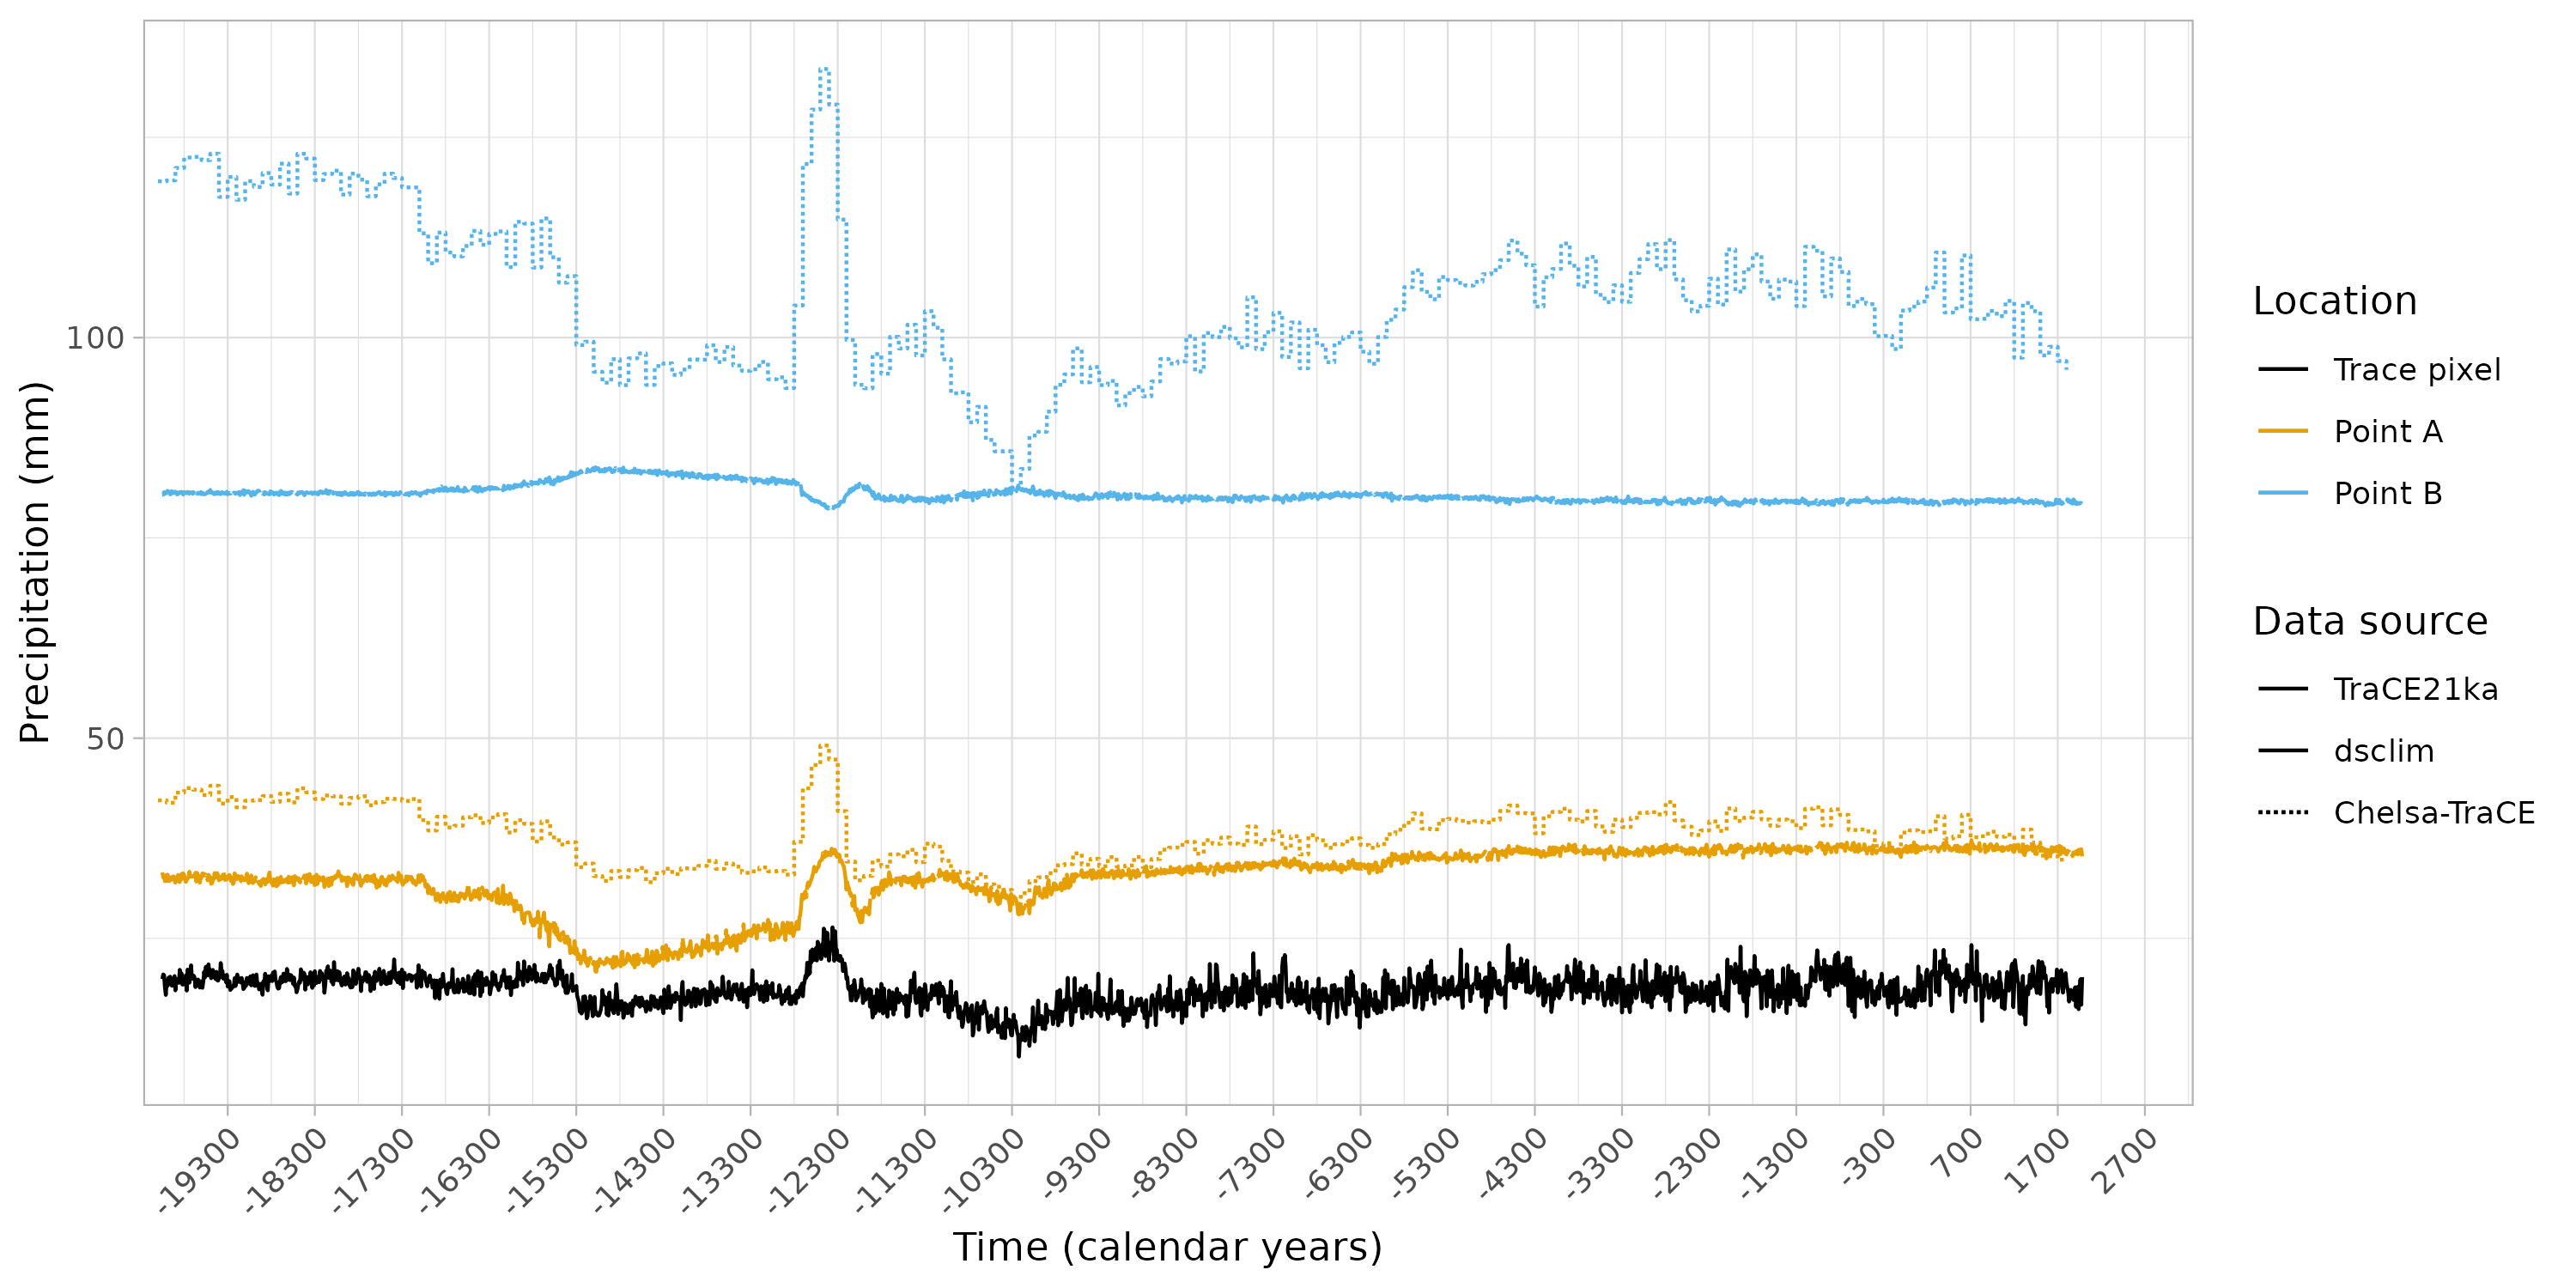 Precipitation (mm)
100
50
-19300
-18300
-17300
-16300
-15300
-14300
-13300
-12300
-11300
-10300
-9300
-8300
-7300
-6300
-5300
-4300
-3300
-2300
-1300
-300
700
1700
2700
Time (calendar years)
Location
Trace pixel
Point A
Point B
Data source
TraCE21ka
dsclim
Chelsa-TraCE